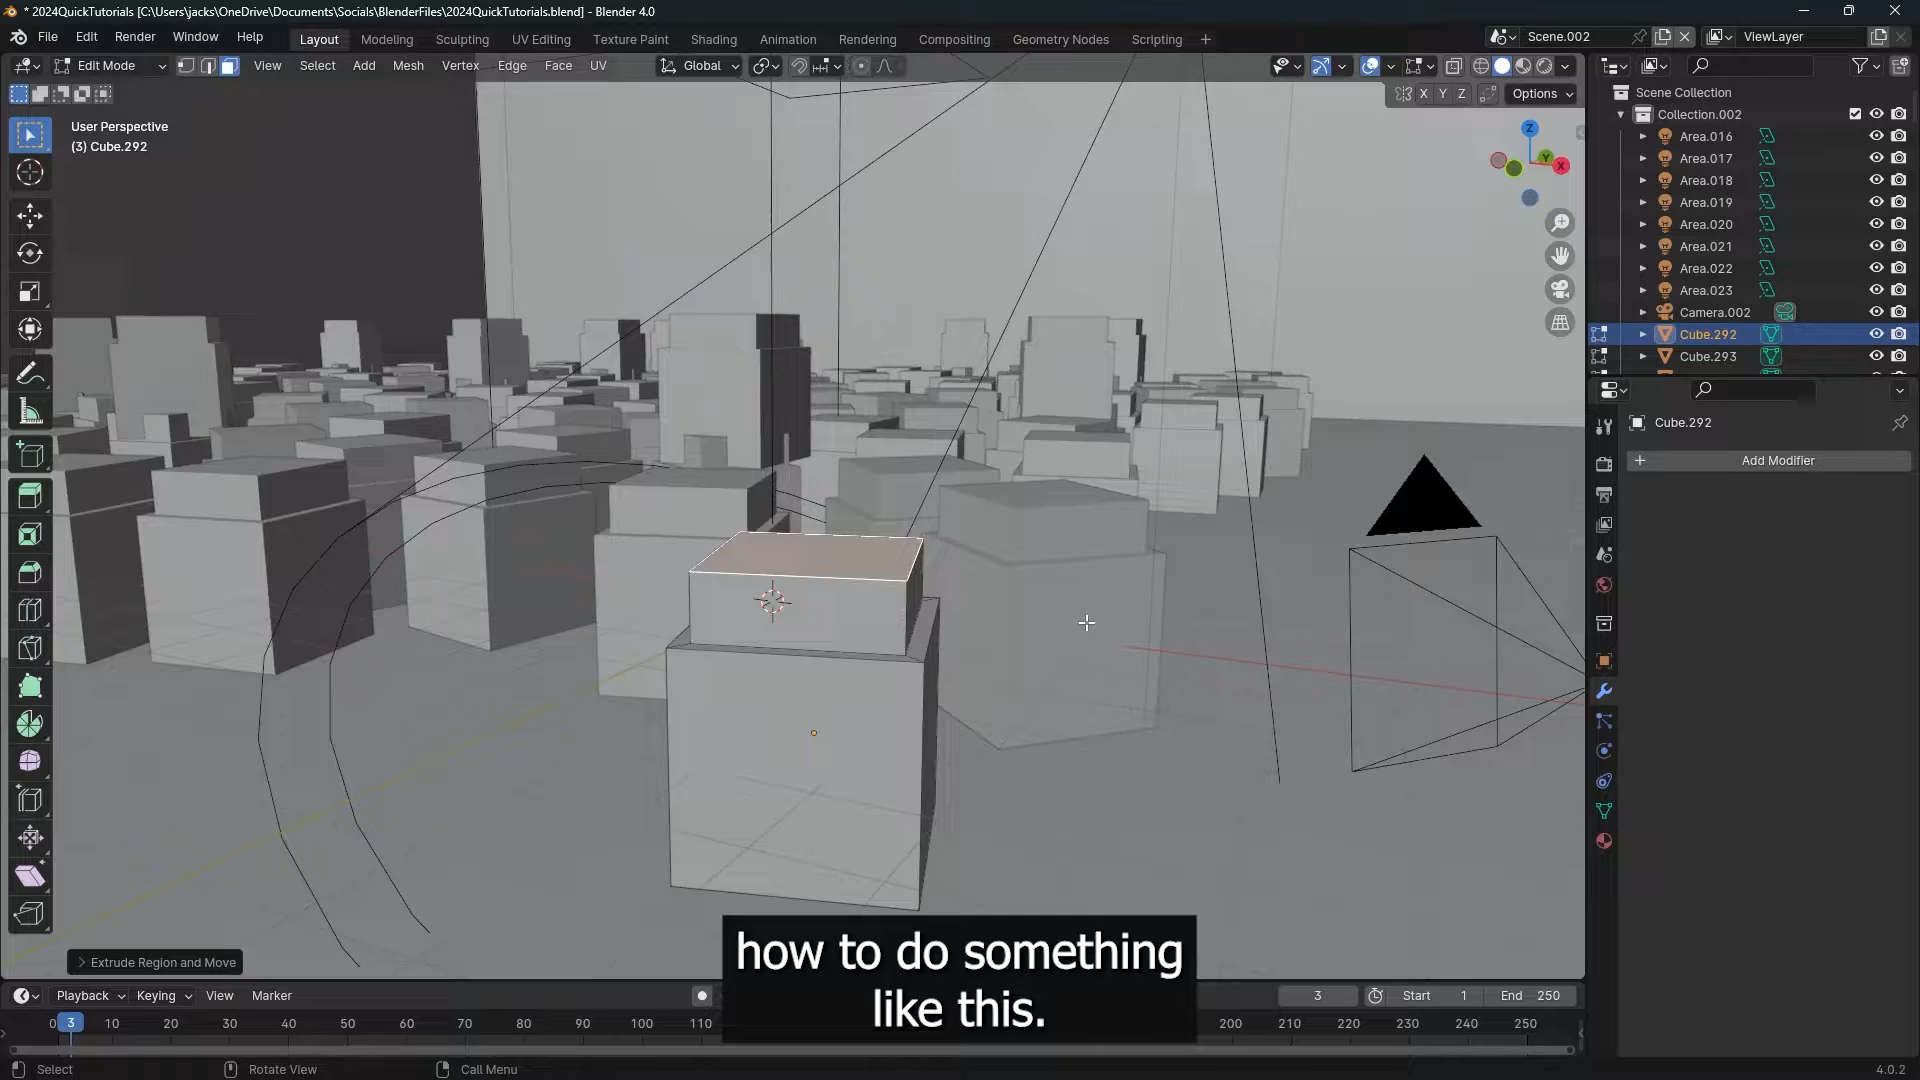 * 2024QuickTutorials [C:\Users\jacks\OneDrive\Documents\Socials\BlenderFiles\2024QuickTutorials.blend] - Blender 4.0
File Edit Render Window Help Layout Modeling Sculpting UV Editing Texture Paint Shading Animation Rendering Compositing Geometry Nodes Scripting + Scene.002 ViewLayer
Edit Mode View Select Add Mesh Vertex Edge Face UV Global
X Y Z Options
User Perspective
(3) Cube.292
Z
Y
X
Scene Collection
Collection.002
Area.016
Area.017
Area.018
Area.019
Area.020
Area.021
Area.022
Area.023
Camera.002
Cube.292
Cube.293
Cube.292
+ Add Modifier
Extrude Region and Move
how to do something
like this.
Playback Keying View Marker 3 Start 1 End 250
0 3 10 20 30 40 50 60 70 80 90 100 110 200 210 220 230 240 250
Select Rotate View Call Menu 4.0.2